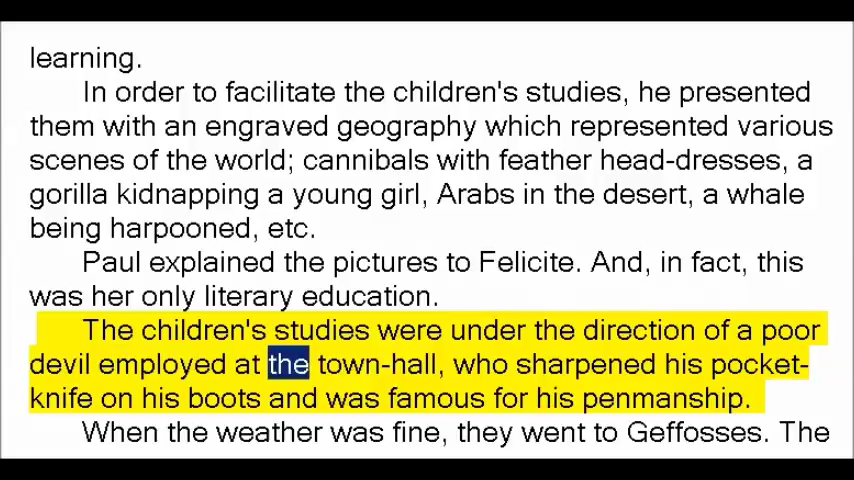 learning.
In order to facilitate the children's studies, he presented
them with an engraved geography which represented various
scenes of the world; cannibals with feather head-dresses, a
gorilla kidnapping a young girl, Arabs in the desert, a whale
being harpooned, etc.
Paul explained the pictures to Felicite. And, in fact, this
was her only literary education.
The children's studies were under the direction of a poor
devil employed at the town-hall, who sharpened his pocket-
knife on his boots and was famous for his penmanship.
When the weather was fine, they went to Geffosses. The